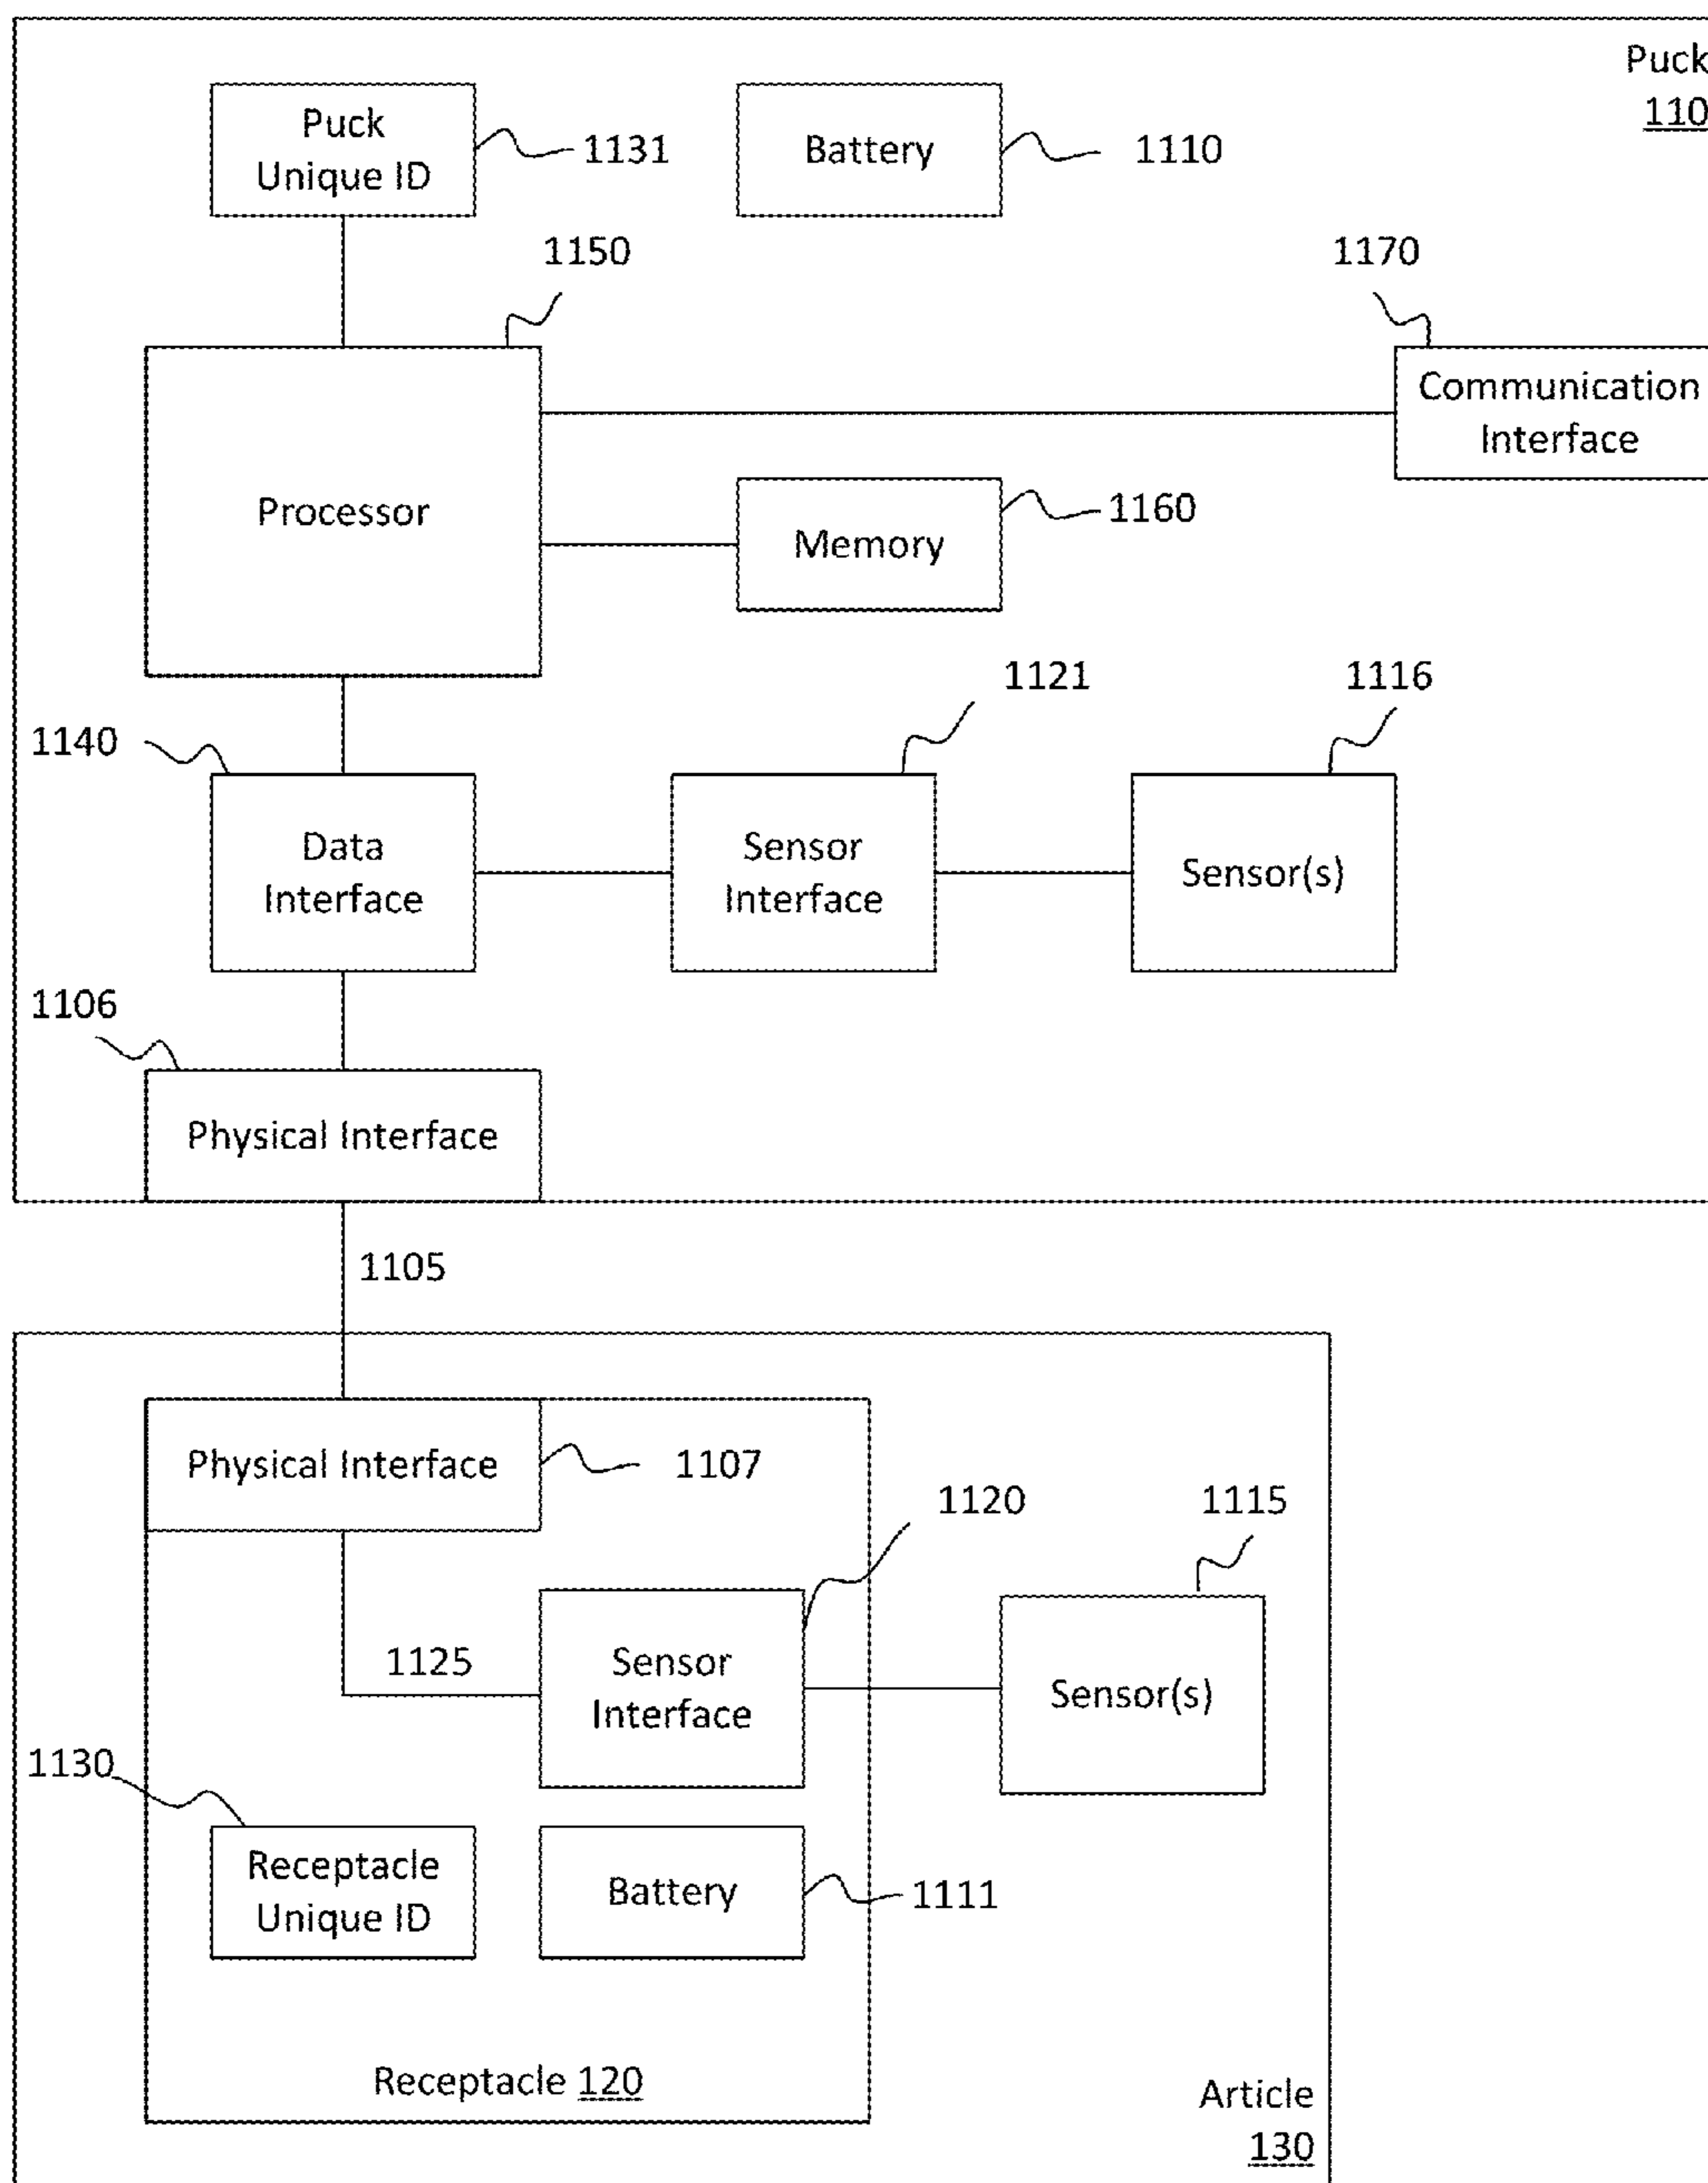 Puck
110
Puck
Unique ID
1131
Battery
1110
1150
1170
Communication
Interface
Processor
1160
Memory
1121
1116
1140
Data
Interface
Sensor
Interface
Sensor(s)
1106
Physical Interface
1105
Physical Interface
1107
1120
1115
1125
Sensor
Interface
Sensor(s)
1130
Receptacle
Unique ID
Battery
1111
Receptacle 120
Article
130